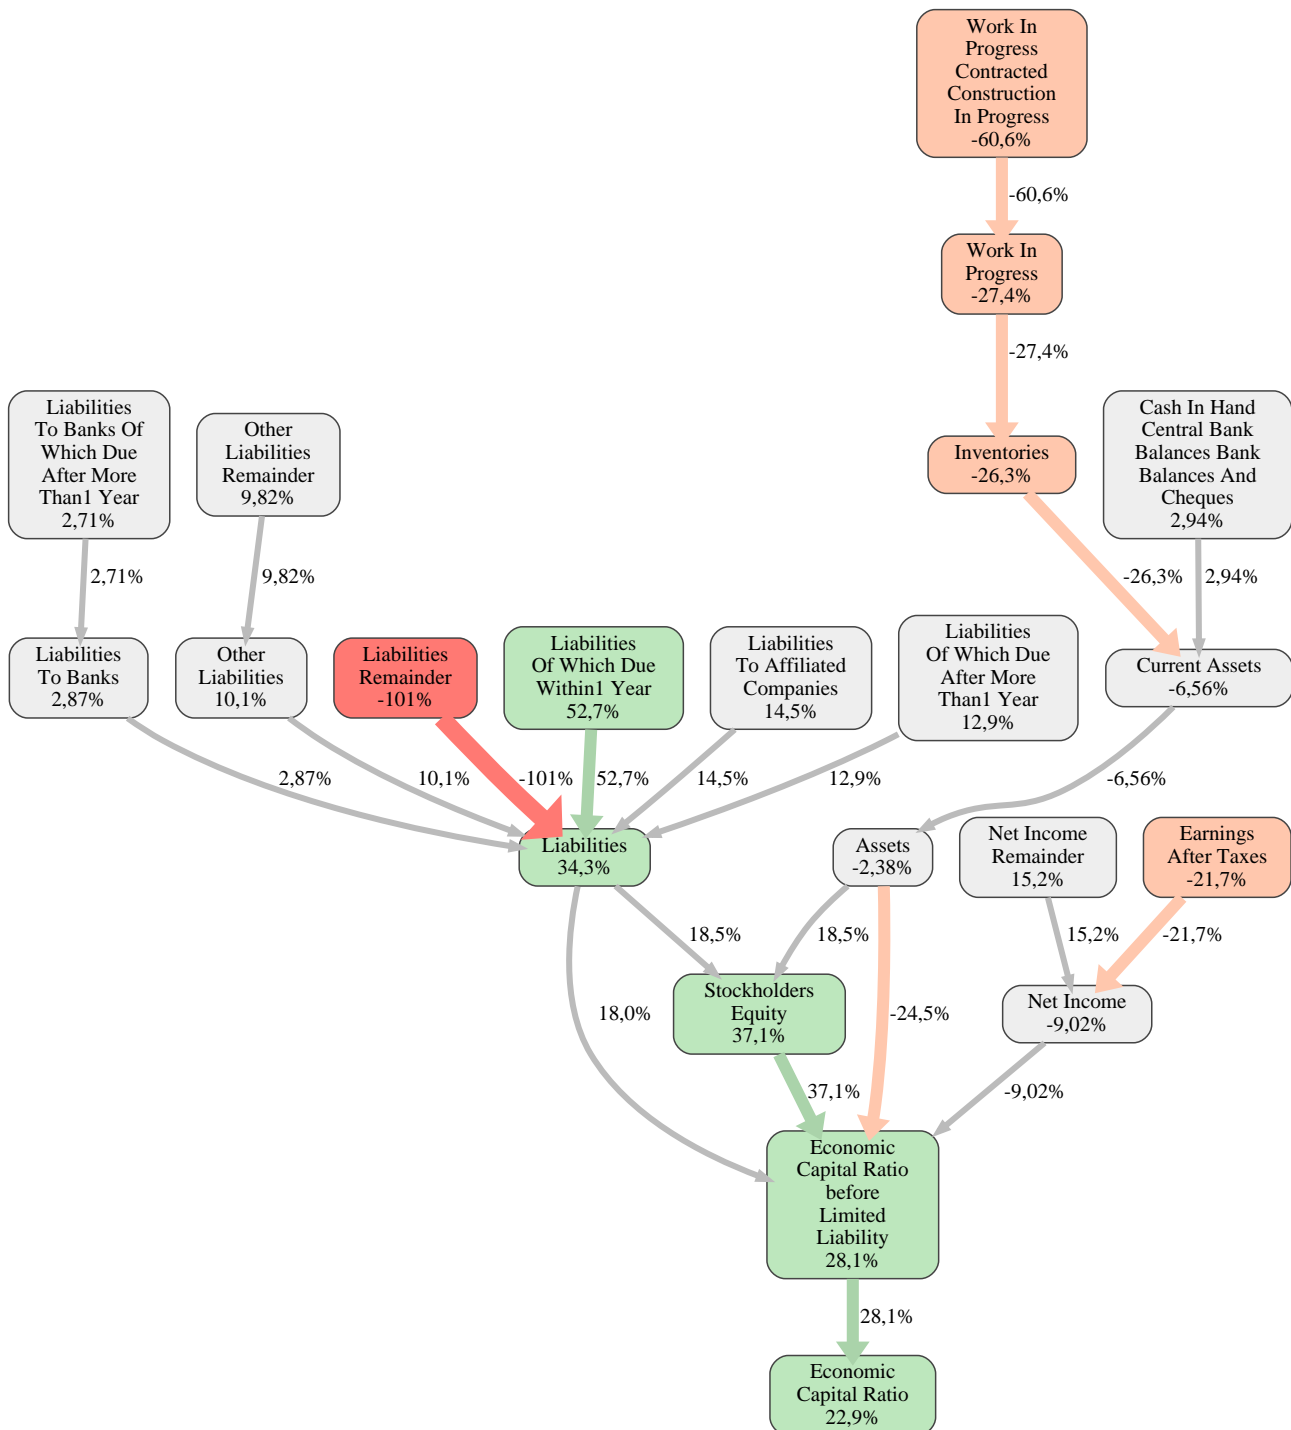 Work In
Progress
Contracted
Construction
In Progress
-60,6%
-60,6%
Work In
Progress
-27,4%
-27,4%
Liabilities
To Banks Of
Which Due
After More
Than1 Year
2,71%
Other
Liabilities
Remainder
9,82%
Inventories
-26,3%
Cash In Hand
Central Bank
Balances Bank
Balances And
Cheques
2,94%
2,71%
9,82%
-26,3%
2,94%
Liabilities
To Banks
2,87%
Other
Liabilities
10,1%
Liabilities
Remainder
-101%
Liabilities
Of Which Due
Within1 Year
52,7%
Liabilities
To Affiliated
Companies
14,5%
Liabilities
Of Which Due
After More
Than1 Year
12,9%
Current Assets
-6,56%
2,87%
10,1%
-101%
52,7%
14,5%
12,9%
-6,56%
Liabilities
34,3%
Assets
-2,38%
Net Income
Remainder
15,2%
Earnings
After Taxes
-21,7%
18,5%
18,5%
15,2%
-21,7%
Stockholders
Equity
37,1%
18,0%
-24,5%
Net Income
-9,02%
37,1%
-9,02%
Economic
Capital Ratio
before
Limited
Liability
28,1%
28,1%
Economic
Capital Ratio
22,9%